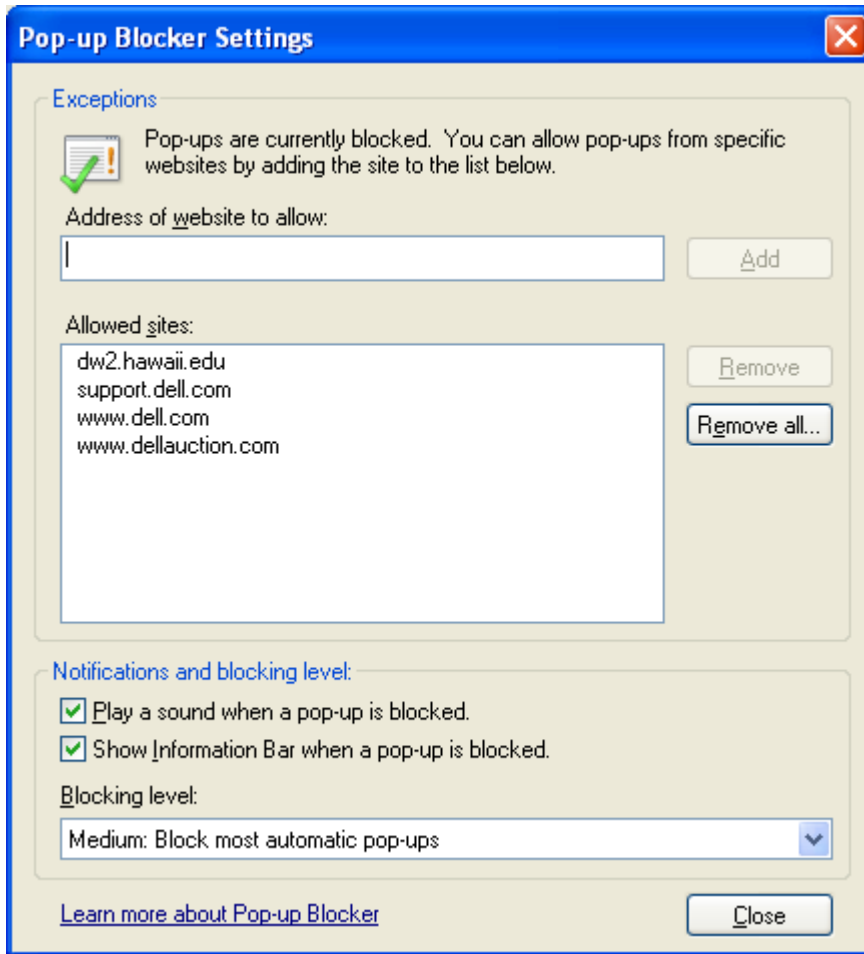 Pop-up Blocker Settings
Exceptions
Pop-ups are currently blocked. You can allow pop-ups from specific
websites by adding the site to the list below.
Address of website to allow:
Add
Allowed sites:
dw2.hawaii.edu
support.dell.com
www.dell.com
www.dellauction.com
Remove
Remove all...
Notifications and blocking level:
Play a sound when a pop-up is blocked.
Show Information Bar when a pop-up is blocked.
Blocking level:
Medium: Block most automatic pop-ups
Learn more about Pop-up Blocker
Close